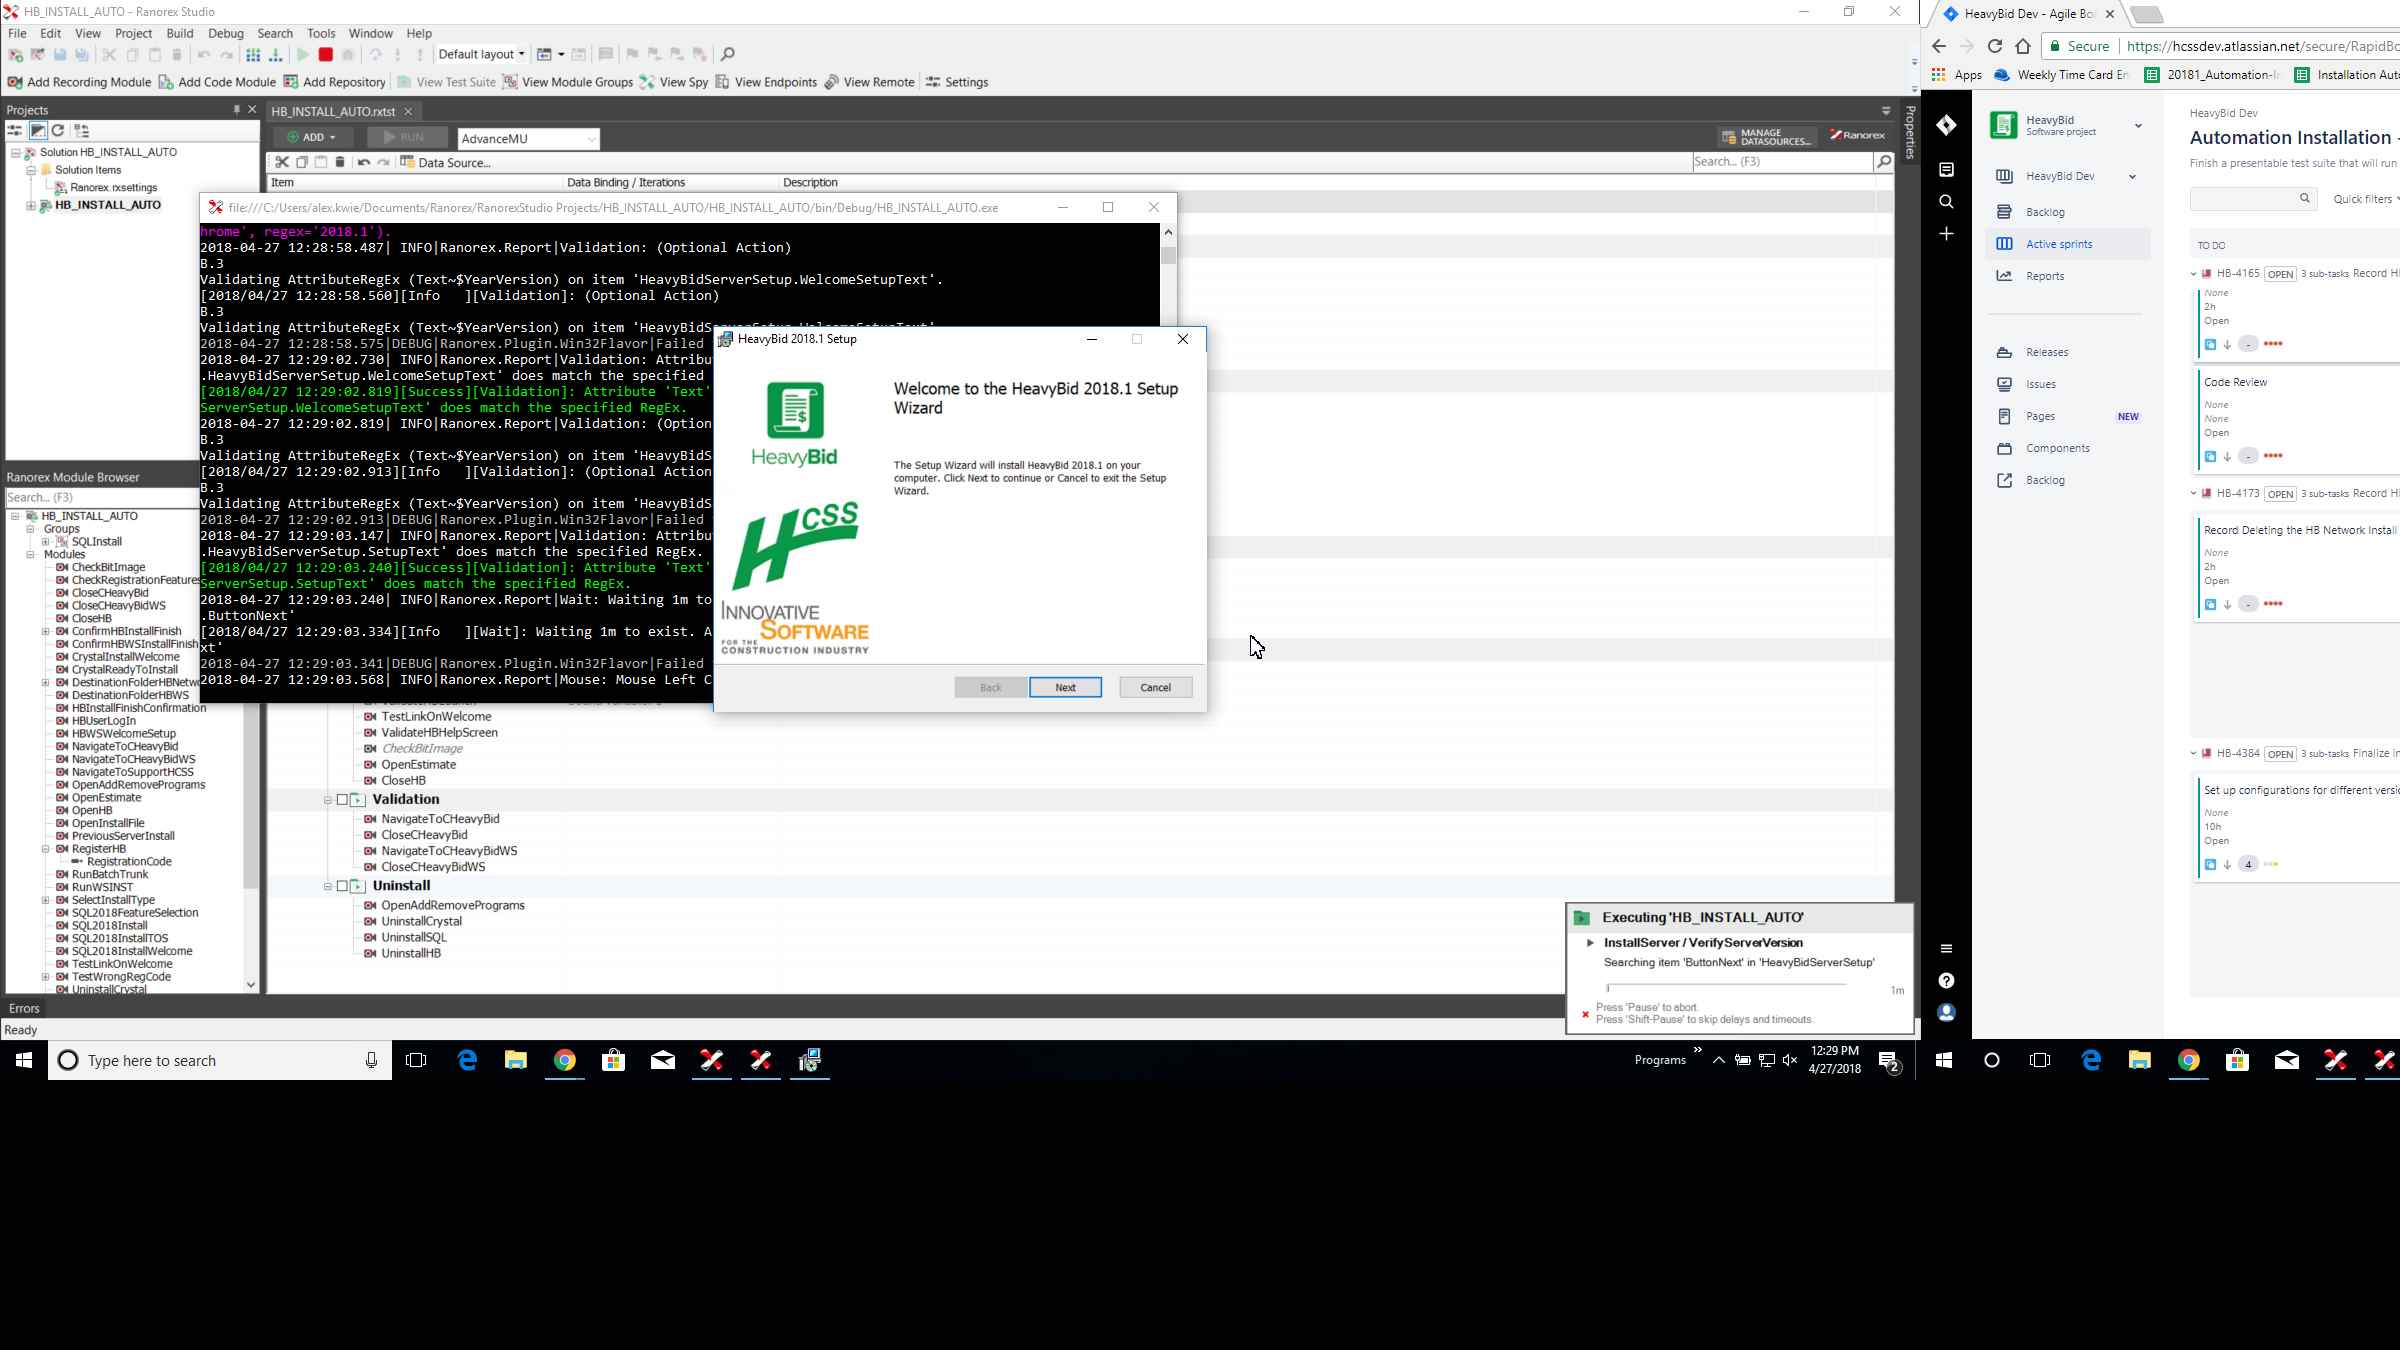 HB_INSTALL_AUTO - Ranorex Studio
File Edit View Project Build Debug Search Tools Window Help
Default layout
Add Recording Module Add Code Module Add Repository View Test Suite View Module Groups View Spy View Endpoints View Remote Settings
Projects
Solution HB_INSTALL_AUTO
Solution Items
Ranorex.rxsettings
HB_INSTALL_AUTO
HB_INSTALL_AUTO.rxtst
ADD RUN AdvanceMU
MANAGE DATASOURCES... Ranorex
Data Source... Search... (F3)
Item Data Binding / Iterations Description
Properties
file:///C:/Users/alex.kwie/Documents/Ranorex/RanorexStudio Projects/HB_INSTALL_AUTO/HB_INSTALL_AUTO/bin/Debug/HB_INSTALL_AUTO.exe
hrome', regex='2018.1').
2018-04-27 12:28:58.487| INFO|Ranorex.Report|Validation: (Optional Action)
B.3
Validating AttributeRegEx (Text~$YearVersion) on item 'HeavyBidServerSetup.WelcomeSetupText'.
[2018/04/27 12:28:58.560][Info   ][Validation]: (Optional Action)
B.3
Validating AttributeRegEx (Text~$YearVersion) on item 'HeavyBidServerSetup.WelcomeSetupText'.
2018-04-27 12:28:58.575|DEBUG|Ranorex.Plugin.Win32Flavor|Failed
2018-04-27 12:29:02.730| INFO|Ranorex.Report|Validation: Attribu
.HeavyBidServerSetup.WelcomeSetupText' does match the specified
[2018/04/27 12:29:02.819][Success][Validation]: Attribute 'Text'
ServerSetup.WelcomeSetupText' does match the specified RegEx.
2018-04-27 12:29:02.819| INFO|Ranorex.Report|Validation: (Option
B.3
Validating AttributeRegEx (Text~$YearVersion) on item 'HeavyBidS
[2018/04/27 12:29:02.913][Info   ][Validation]: (Optional Action
B.3
Validating AttributeRegEx (Text~$YearVersion) on item 'HeavyBidS
2018-04-27 12:29:02.913|DEBUG|Ranorex.Plugin.Win32Flavor|Failed
2018-04-27 12:29:03.147| INFO|Ranorex.Report|Validation: Attribu
.HeavyBidServerSetup.SetupText' does match the specified RegEx.
[2018/04/27 12:29:03.240][Success][Validation]: Attribute 'Text'
ServerSetup.SetupText' does match the specified RegEx.
2018-04-27 12:29:03.240| INFO|Ranorex.Report|Wait: Waiting 1m to
.ButtonNext'
[2018/04/27 12:29:03.334][Info   ][Wait]: Waiting 1m to exist. A
xt'
2018-04-27 12:29:03.341|DEBUG|Ranorex.Plugin.Win32Flavor|Failed
2018-04-27 12:29:03.568| INFO|Ranorex.Report|Mouse: Mouse Left C
HeavyBid 2018.1 Setup
Welcome to the HeavyBid 2018.1 Setup
Wizard
The Setup Wizard will install HeavyBid 2018.1 on your
computer. Click Next to continue or Cancel to exit the Setup
Wizard.
HeavyBid
HCSS
INNOVATIVE
SOFTWARE
FOR THE
CONSTRUCTION INDUSTRY
Back Next Cancel
Ranorex Module Browser
Search... (F3)
HB_INSTALL_AUTO
Groups
SQLInstall
Modules
CheckBitImage
CheckRegistrationFeatures
CloseCHeavyBid
CloseCHeavyBidWS
CloseHB
ConfirmHBInstallFinish
ConfirmHBWSInstallFinish
CrystalInstallWelcome
CrystalReadyToInstall
DestinationFolderHBNetwo
DestinationFolderHBWS
HBInstallFinishConfirmation
HBUserLogIn
HBWSWelcomeSetup
NavigateToCHeavyBid
NavigateToCHeavyBidWS
NavigateToSupportHCSS
OpenAddRemovePrograms
OpenEstimate
OpenHB
OpenInstallFile
PreviousServerInstall
RegisterHB
RegistrationCode
RunBatchTrunk
RunWSINST
SelectInstallType
SQL2018FeatureSelection
SQL2018Install
SQL2018InstallTOS
SQL2018InstallWelcome
TestLinkOnWelcome
TestWrongRegCode
UninstallCrystal
TestLinkOnWelcome
ValidateHBHelpScreen
CheckBitImage
OpenEstimate
CloseHB
Validation
NavigateToCHeavyBid
CloseCHeavyBid
NavigateToCHeavyBidWS
CloseCHeavyBidWS
Uninstall
OpenAddRemovePrograms
UninstallCrystal
UninstallSQL
UninstallHB
Executing 'HB_INSTALL_AUTO'
InstallServer / VerifyServerVersion
Searching item 'ButtonNext' in 'HeavyBidServerSetup'
1m
Press 'Pause' to abort.
Press 'Shift-Pause' to skip delays and timeouts.
Errors
Ready
Type here to search
Programs
12:29 PM
4/27/2018
2
HeavyBid Dev - Agile Bo
Secure https://hcssdev.atlassian.net/secure/RapidBo
Apps Weekly Time Card En 20181_Automation-I Installation Auto
HeavyBid
Software project
HeavyBid Dev
Backlog
Active sprints
Reports
Releases
Issues
Pages NEW
Components
Backlog
HeavyBid Dev
Automation Installation -
Finish a presentable test suite that will run
Quick filters
TO DO
HB-4165 OPEN 3 sub-tasks Record H
None
2h
Open
-
Code Review
None
None
Open
-
HB-4173 OPEN 3 sub-tasks Record H
Record Deleting the HB Network Install
None
2h
Open
-
HB-4384 OPEN 3 sub-tasks Finalize in
Set up configurations for different versio
None
10h
Open
4